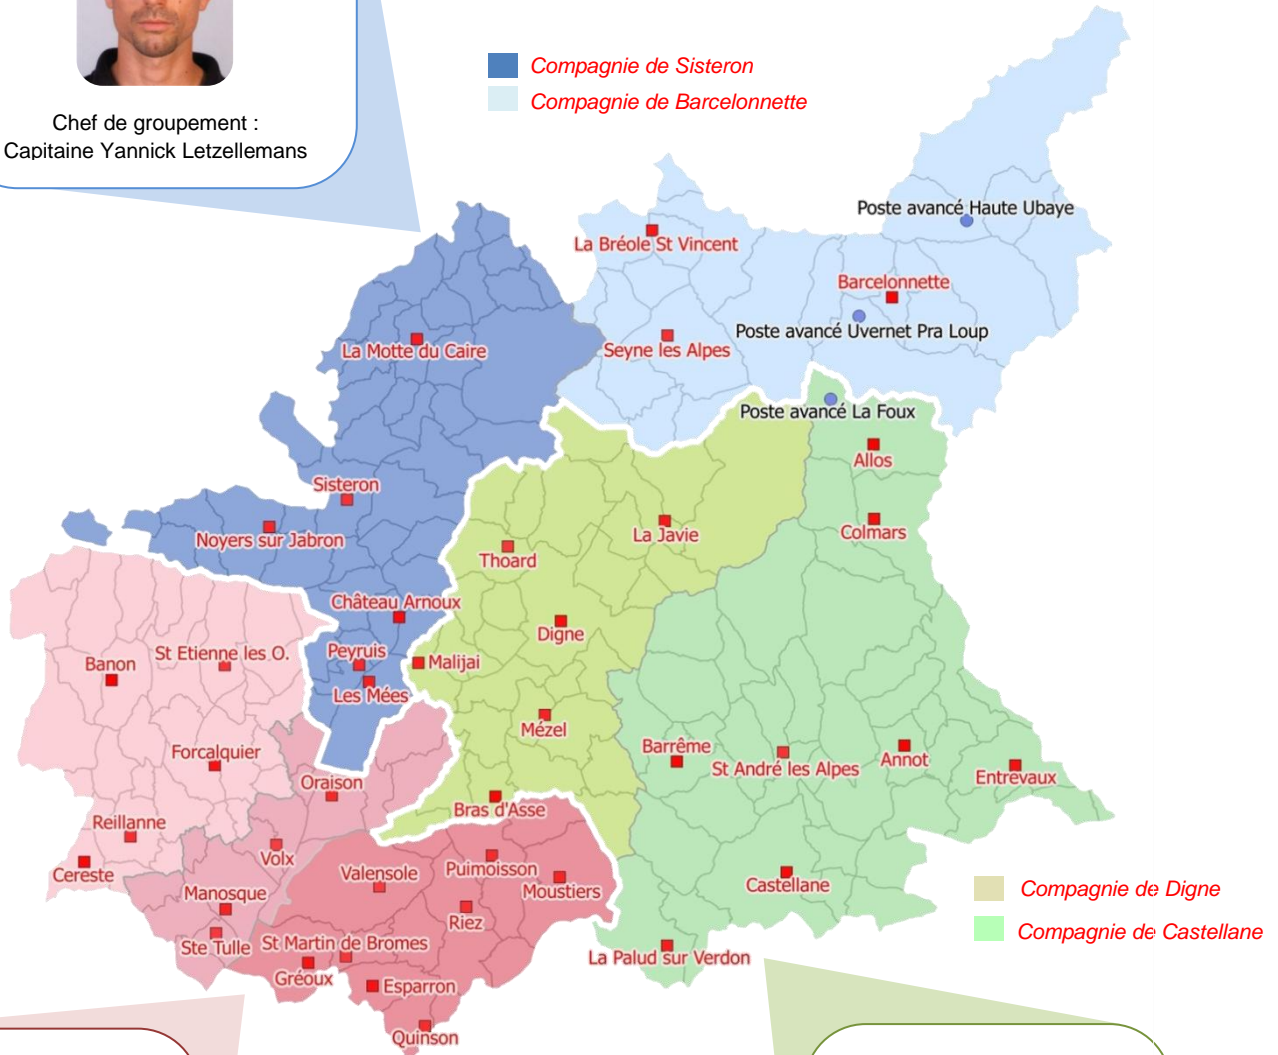 Chef de groupement :
Capitaine Yannick Letzellemans
Compagnie de Sisteron
Compagnie de Barcelonnette
Poste avancé Haute Ubaye
La Bréole St Vincent
Barcelonnette
Poste avancé Uvernet Pra Loup
La Motte du Caire
Seyne les Alpes
Poste avancé La Foux
Allos
Sisteron
Noyers sur Jabron
La Javie
Colmars
Thoard
Château Arnoux
Digne
St Etienne les O.
Peyruis
Malijai
Banon
Les Mées
Mézel
Forcalquier
Barrême
St André les Alpes
Annot
Entrevaux
Oraison
Bras d'Asse
Reillanne
Volx
Cereste
Valensole
Puimoisson
Moustiers
Castellane
Manosque
Riez
Ste Tulle
St Martin de Bromes
La Palud sur Verdon
Gréoux
Esparron
Quinson
Compagnie de Digne
Compagnie de Castellane